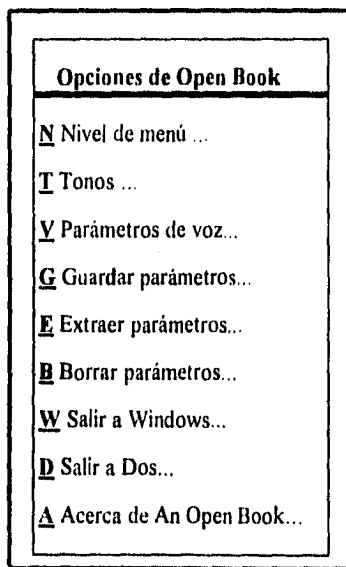 Opciones de Open Book
N Nivel de menú ...
T Tonos ...
V Parámetros de voz...
G Guardar parámetros...
E Extraer parámetros...
B Borrar parámetros...
W Salir a Windows...
D Salir a Dos...
A Acerca de An Open Book...